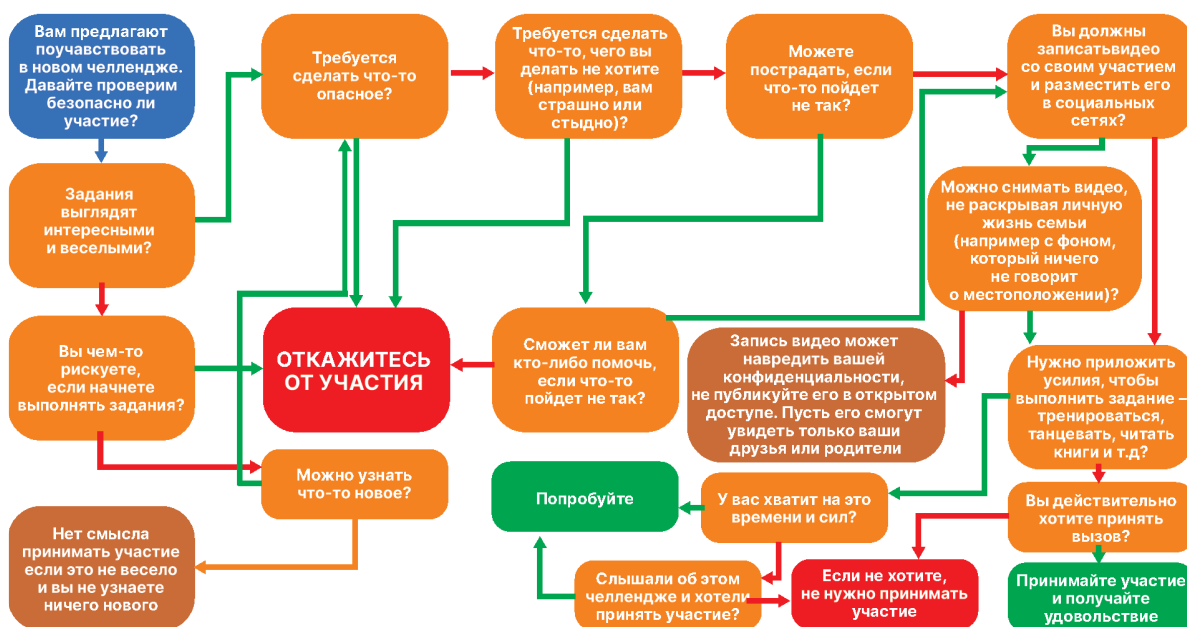 Вам предлагают
поучавствовать
в новом челлендже.
Давайте проверим
безопасно ли
участие?
Требуется
сделать что-то
опасное?
Требуется сделать
что-то, чего вы
делать не хотите
(например, вам
страшно или
стыдно)?
Можете
пострадать, если
что-то пойдет
не так?
Вы должны
записатьвидео
со своим участием
и разместить его
в социальных
сетях?
Задания
выглядят
интересными
и веселыми?
Можно снимать видео,
не раскрывая личную
жизнь семьи
(например с фоном,
который ничего
не говорит
о местоположении)?
Вы чем-то
рискуете,
если начнете
выполнять задания?
ОТКАЖИТЕСЬ
ОТ УЧАСТИЯ
Сможет ли вам
кто-либо помочь,
если что-то
пойдет не так?
Запись видео может
навредить вашей
конфиденциальности,
не публикуйте его в открытом
доступе. Пусть его смогут
увидеть только ваши
друзья или родители
Нужно приложить
усилия, чтобы
выполнить задание –
тренироваться,
танцевать, читать
книги и т.д?
Можно узнать
что-то новое?
Попробуйте
У вас хватит на это
времени и сил?
Вы действительно
хотите принять
вызов?
Нет смысла
принимать участие
если это не весело
и вы не узнаете
ничего нового
Слышали об этом
челлендже и хотели
принять участие?
Если не хотите,
не нужно принимать
участие
Принимайте участие
и получайте
удовольствие